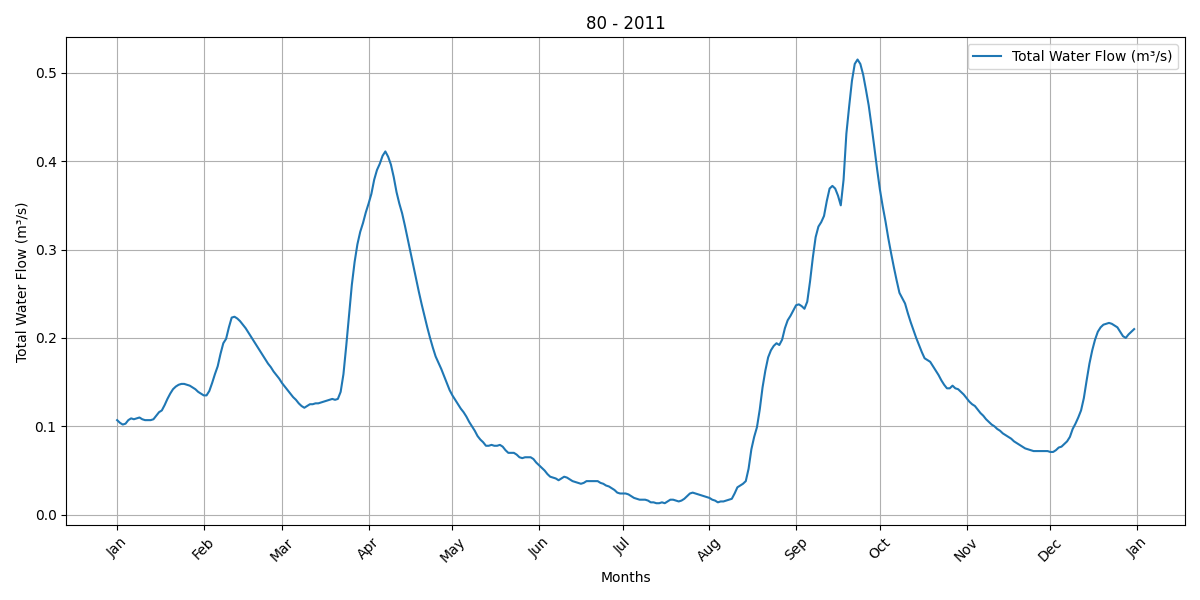 80 - 2011
Total Water Flow (m³/s)
Total Water Flow (m³/s)
0.5
0.4
0.3
0.2
0.1
0.0
Jan
Feb
Mar
Apr
May
Jun
Jul
Aug
Sep
Oct
Nov
Dec
Jan
Months